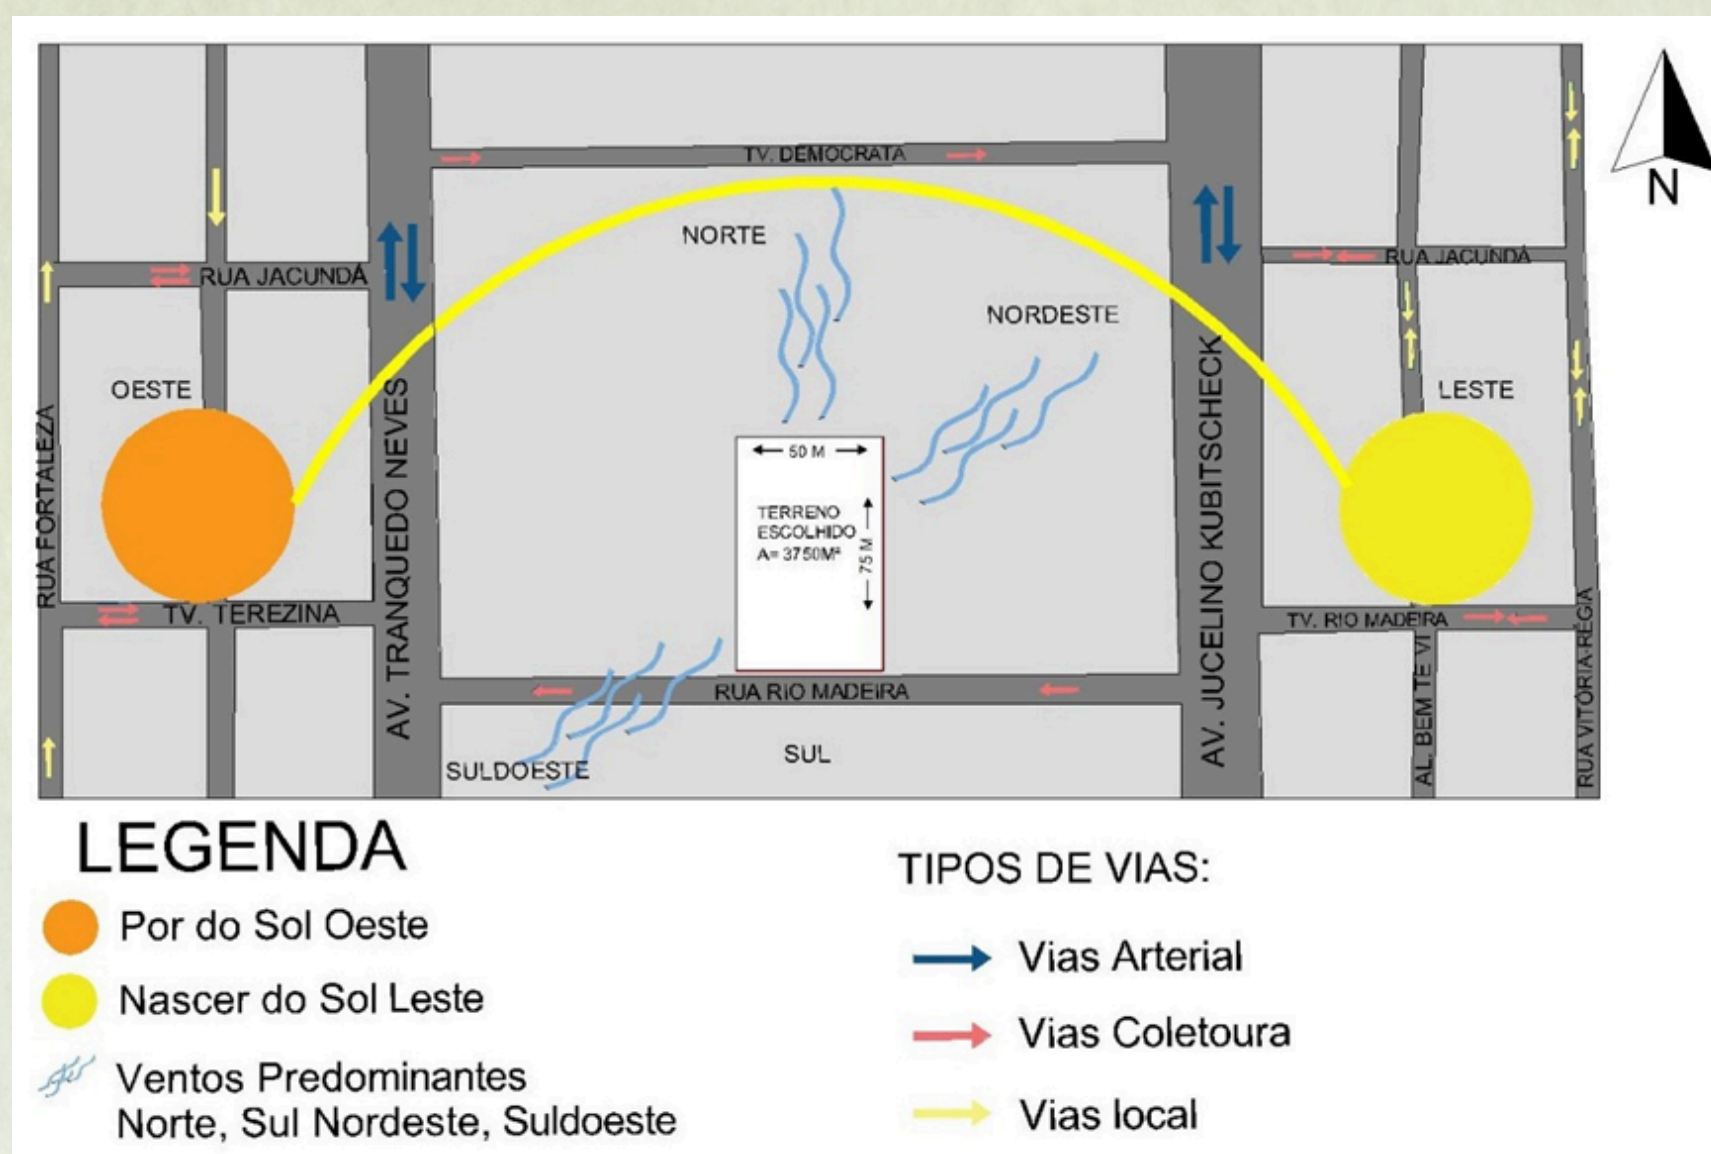 TV. DEMOCRATA
N
NORTE
RUA JACUNDÁ
RUA JACUNDÁ
NORDESTE
OESTE
LESTE
RUA FORTALEZA
AV. TRANQUEDO NEVES
AV. JUCELINO KUBITSCHECK
50 M
TERRENO
ESCOLHIDO
A= 3750M²
75 M
TV. TEREZINA
TV. RIO MADEIRA
AL. BEM TE VI
RUA VITÓRIA-RÉGIA
RUA RIO MADEIRA
SULDOESTE
SUL
LEGENDA
Por do Sol Oeste
Nascer do Sol Leste
Ventos Predominantes
Norte, Sul Nordeste, Suldoeste
TIPOS DE VIAS:
Vias Arterial
Vias Coletoura
Vias local